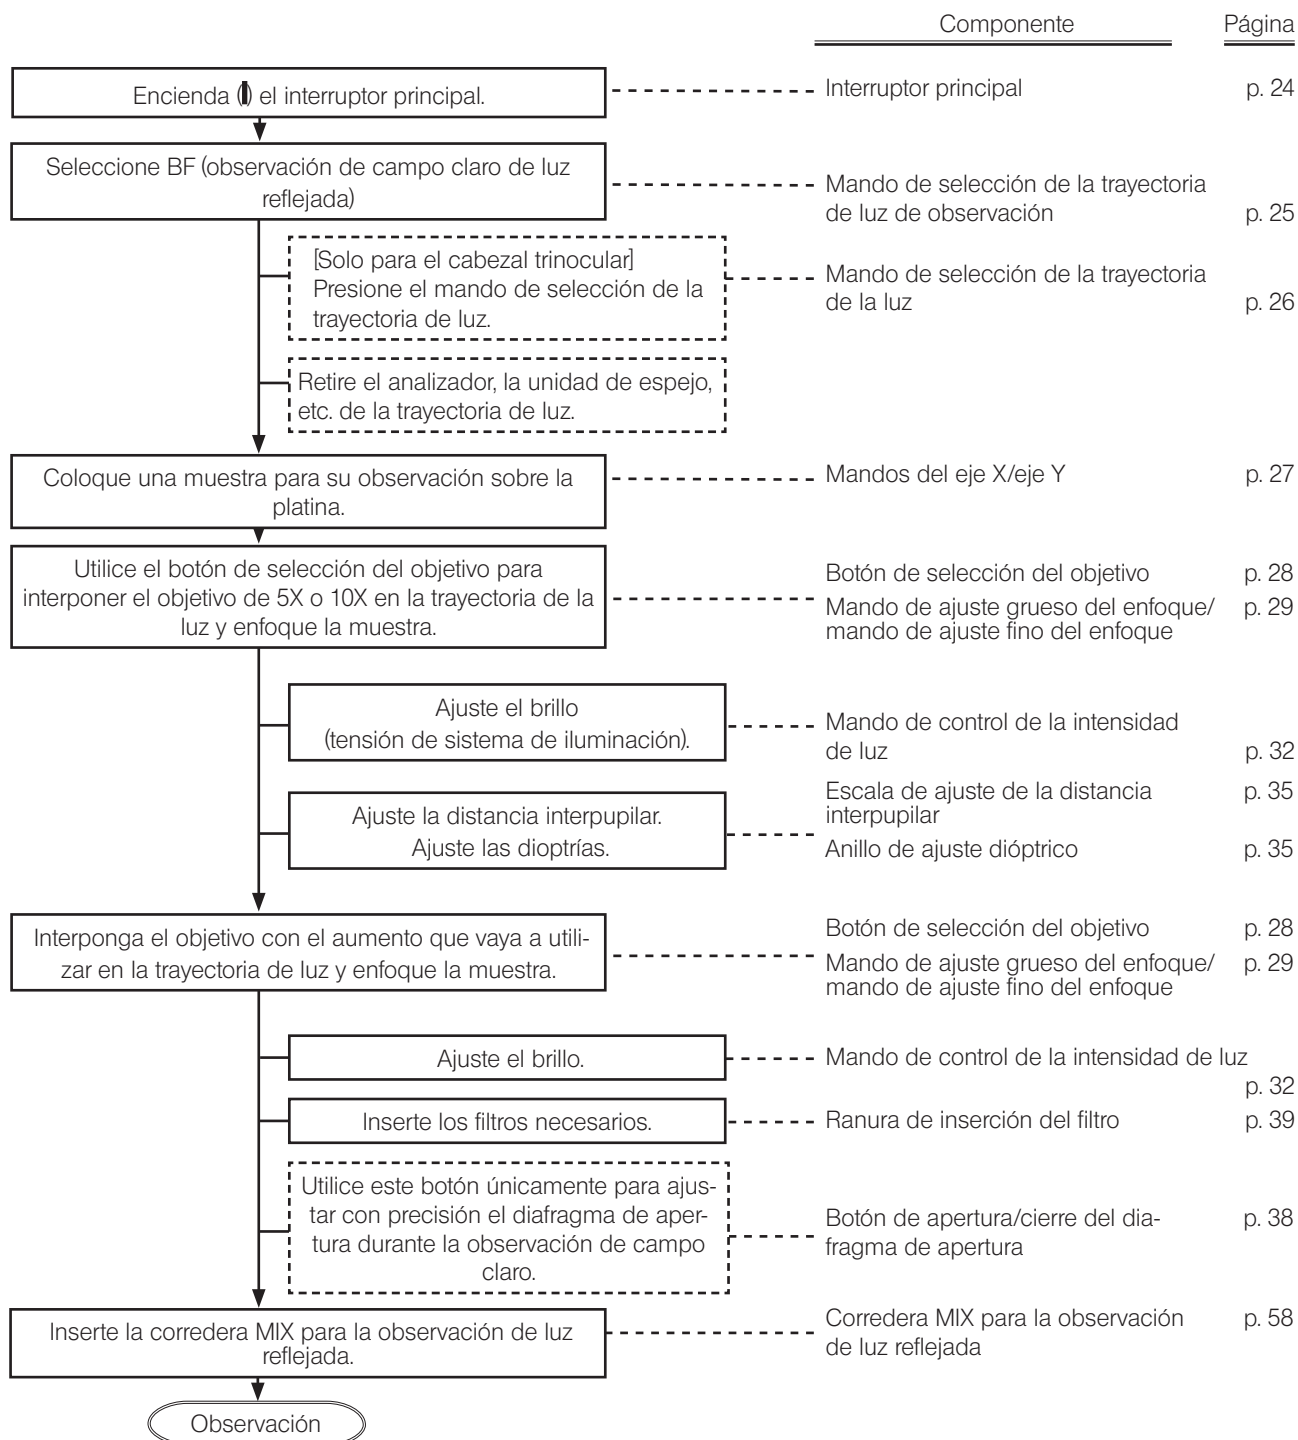 Componente Página
Encienda (I) el interruptor principal.
Interruptor principal p. 24
Seleccione BF (observación de campo claro de luz
reflejada)
Mando de selección de la trayectoria
de luz de observación p. 25
[Solo para el cabezal trinocular]
Presione el mando de selección de la
trayectoria de luz.
Mando de selección de la trayectoria
de la luz p. 26
Retire el analizador, la unidad de espejo,
etc. de la trayectoria de luz.
Coloque una muestra para su observación sobre la
platina.
Mandos del eje X/eje Y p. 27
Utilice el botón de selección del objetivo para
interponer el objetivo de 5X o 10X en la trayectoria de la
luz y enfoque la muestra.
Botón de selección del objetivo p. 28
Mando de ajuste grueso del enfoque/ p. 29
mando de ajuste fino del enfoque
Ajuste el brillo
(tensión de sistema de iluminación).
Mando de control de la intensidad
de luz p. 32
Ajuste la distancia interpupilar.
Ajuste las dioptrías.
Escala de ajuste de la distancia p. 35
interpupilar
Anillo de ajuste dióptrico p. 35
Interponga el objetivo con el aumento que vaya a utili-
zar en la trayectoria de luz y enfoque la muestra.
Botón de selección del objetivo p. 28
Mando de ajuste grueso del enfoque/ p. 29
mando de ajuste fino del enfoque
Ajuste el brillo.
Mando de control de la intensidad de luz
p. 32
Inserte los filtros necesarios.
Ranura de inserción del filtro p. 39
Utilice este botón únicamente para ajus-
tar con precisión el diafragma de aper-
tura durante la observación de campo
claro.
Botón de apertura/cierre del dia- p. 38
fragma de apertura
Inserte la corredera MIX para la observación de luz
reflejada.
Corredera MIX para la observación p. 58
de luz reflejada
Observación